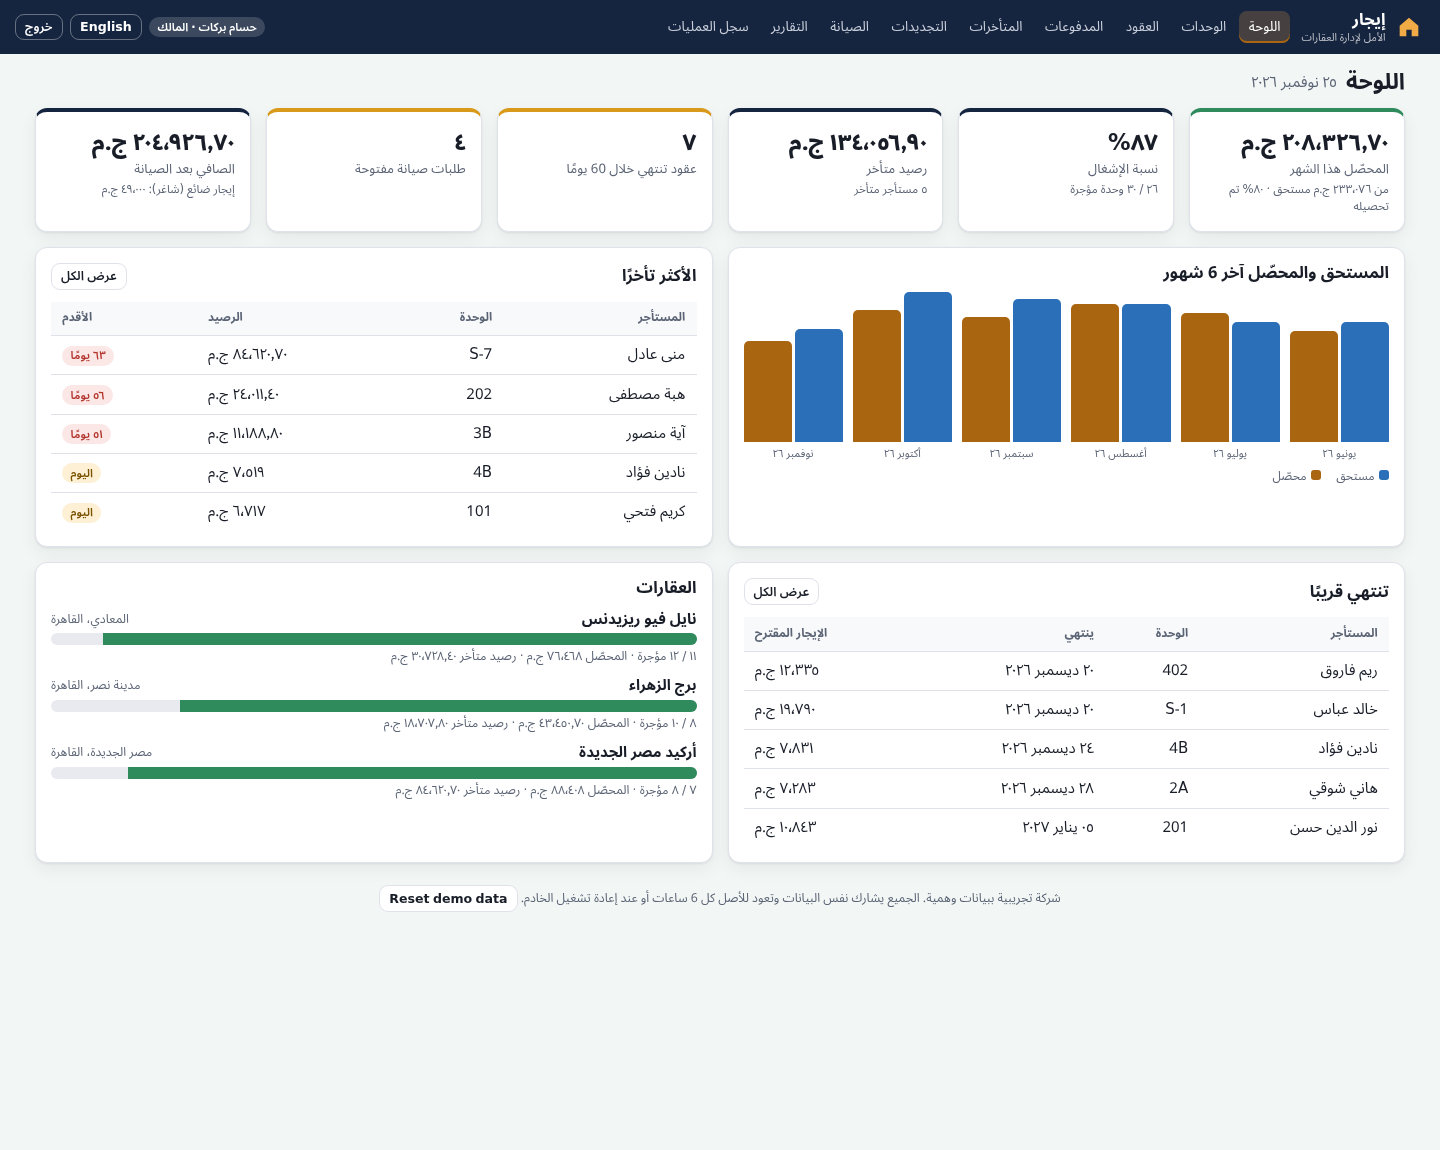 إيجار
الأمل لإدارة العقارات
اللوحة
الوحدات
العقود
المدفوعات
المتأخرات
التجديدات
الصيانة
التقارير
سجل العمليات
حسام بركات • المالك
English
خروج
اللوحة ٢٥ نوفمبر ٢٠٢٦
٢٠٨٬٣٢٦٫٧٠ ج.م
المحصّل هذا الشهر
من ٢٣٣٬٠٧٦ ج.م مستحق · ٨٠% تم
تحصيله
٨٧%
نسبة الإشغال
٢٦ / ٣٠ وحدة مؤجرة
١٣٤٬٠٥٦٫٩٠ ج.م
رصيد متأخر
٥ مستأجر متأخر
٧
عقود تنتهي خلال 60 يومًا
٤
طلبات صيانة مفتوحة
٢٠٤٬٩٢٦٫٧٠ ج.م
الصافي بعد الصيانة
إيجار ضائع (شاغر): ٤٩٬٠٠٠ ج.م
المستحق والمحصّل آخر 6 شهور
يونيو ٢٦
يوليو ٢٦
أغسطس ٢٦
سبتمبر ٢٦
أكتوبر ٢٦
نوفمبر ٢٦
مستحق
محصّل
الأكثر تأخرًا
عرض الكل
المستأجر الوحدة الرصيد الأقدم
منى عادل S-7 ٨٤٬٦٢٠٫٧٠ ج.م ٦٣ يومًا
هبة مصطفى 202 ٢٤٬٠١١٫٤٠ ج.م ٥٦ يومًا
آية منصور 3B ١١٬١٨٨٫٨٠ ج.م ٥١ يومًا
نادين فؤاد 4B ٧٬٥١٩ ج.م اليوم
كريم فتحي 101 ٦٬٧١٧ ج.م اليوم
تنتهي قريبًا
عرض الكل
المستأجر الوحدة ينتهي الإيجار المقترح
ريم فاروق 402 ٢٠ ديسمبر ٢٠٢٦ ١٢٬٣٣٥ ج.م
خالد عباس S-1 ٢٠ ديسمبر ٢٠٢٦ ١٩٬٧٩٠ ج.م
نادين فؤاد 4B ٢٤ ديسمبر ٢٠٢٦ ٧٬٨٣١ ج.م
هاني شوقي 2A ٢٨ ديسمبر ٢٠٢٦ ٧٬٢٨٣ ج.م
نور الدين حسن 201 ٠٥ يناير ٢٠٢٧ ١٠٬٨٤٣ ج.م
العقارات
نايل فيو ريزيدنس
المعادي، القاهرة
١١ / ١٢ مؤجرة · المحصّل ٧٦٬٤٦٨ ج.م · رصيد متأخر ٣٠٬٧٢٨٫٤٠ ج.م
برج الزهراء
مدينة نصر، القاهرة
٨ / ١٠ مؤجرة · المحصّل ٤٣٬٤٥٠٫٧٠ ج.م · رصيد متأخر ١٨٬٧٠٧٫٨٠ ج.م
أركيد مصر الجديدة
مصر الجديدة، القاهرة
٧ / ٨ مؤجرة · المحصّل ٨٨٬٤٠٨ ج.م · رصيد متأخر ٨٤٬٦٢٠٫٧٠ ج.م
شركة تجريبية ببيانات وهمية. الجميع يشارك نفس البيانات وتعود للأصل كل 6 ساعات أو عند إعادة تشغيل الخادم. Reset demo data